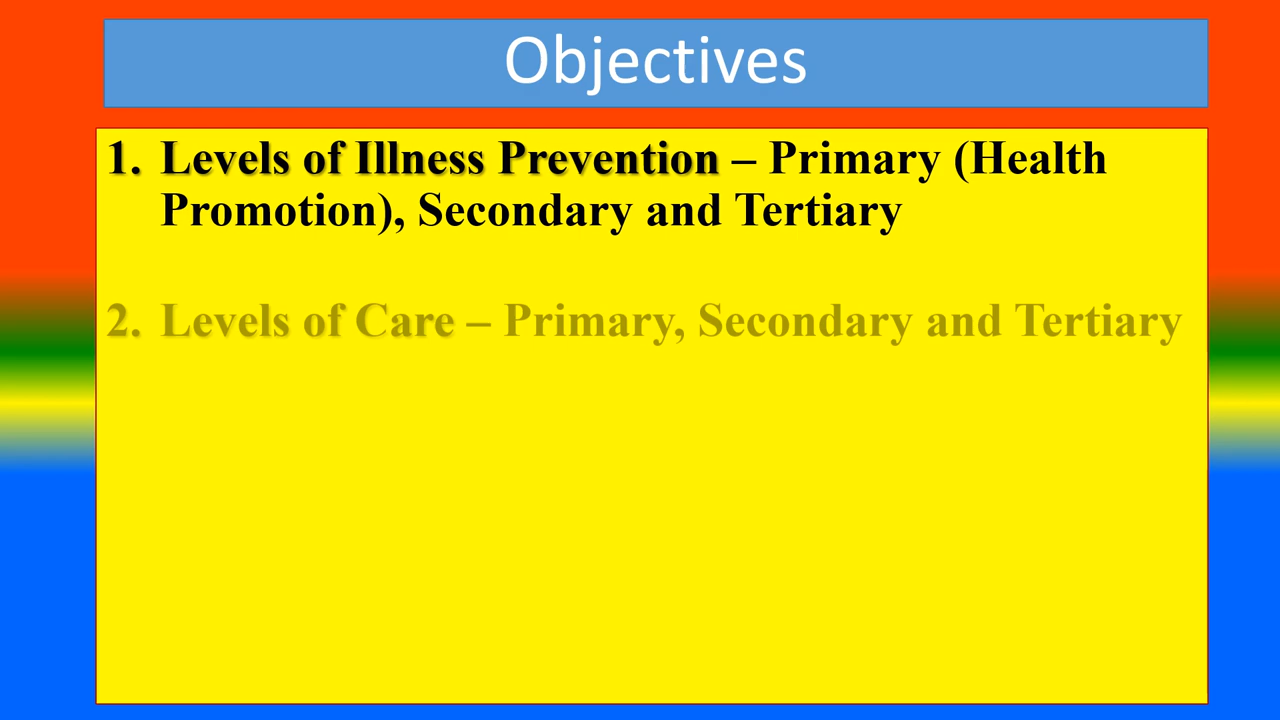 Objectives
1. Levels of Illness Prevention – Primary (Health
Promotion), Secondary and Tertiary
2. Levels of Care – Primary, Secondary and Tertiary